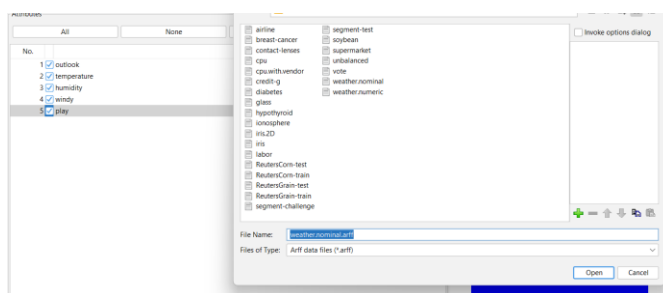 Attributes
All
None
No.
1 outlook
2 temperature
3 humidity
4 windy
5 play
airline
breast-cancer
contact-lenses
cpu
cpu.with.vendor
credit-g
diabetes
glass
hypothyroid
ionosphere
iris.2D
iris
labor
ReutersCorn-test
ReutersCorn-train
ReutersGrain-test
ReutersGrain-train
segment-challenge
segment-test
soybean
supermarket
unbalanced
vote
weather.nominal
weather.numeric
Invoke options dialog
File Name: weather.nominal.arff
Files of Type: Arff data files (*.arff)
Open
Cancel